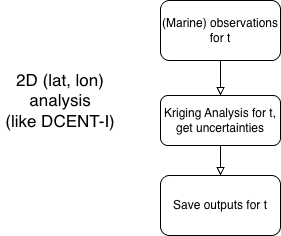 2D (lat, lon)
analysis
(like DCENT-I)
(Marine) observations
for t
Kriging Analysis for t,
get uncertainties
Save outputs for t